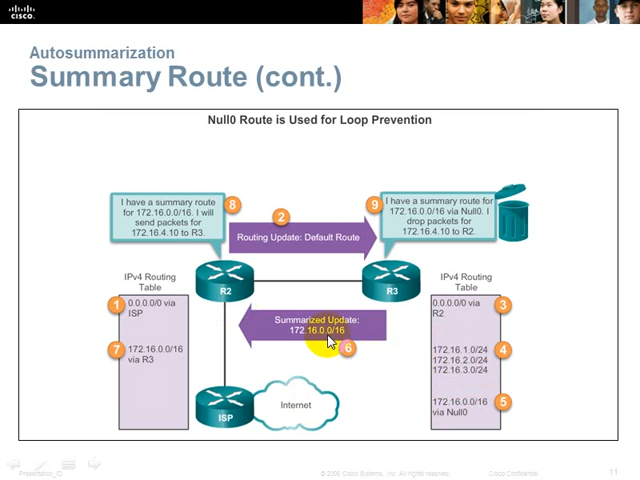 CISCO
Autosummarization
Summary Route (cont.)
Null0 Route is Used for Loop Prevention
I have a summary route
for 172.16.0.0/16. I will
send packets for
172.16.4.10 to R3.
8
2
Routing Update: Default Route
9
I have a summary route for
172.16.0.0/16 via Null0. I
drop packets for
172.16.4.10 to R2
IPv4 Routing
Table
R2
R3
IPv4 Routing
Table
1
0.0.0.0/0 via
ISP
7
172.16.0.0/16
via R3
Summarized Update:
172.16.0.0/16
6
0.0.0.0/0 via
R2
3
172.16.1.0/24
172.16.2.0/24
172.16.3.0/24
4
172.16.0.0/16
via Null0
5
ISP
Internet
Presentation_ID
© 2008 Cisco Systems, Inc. All rights reserved.
Cisco Confidential
11